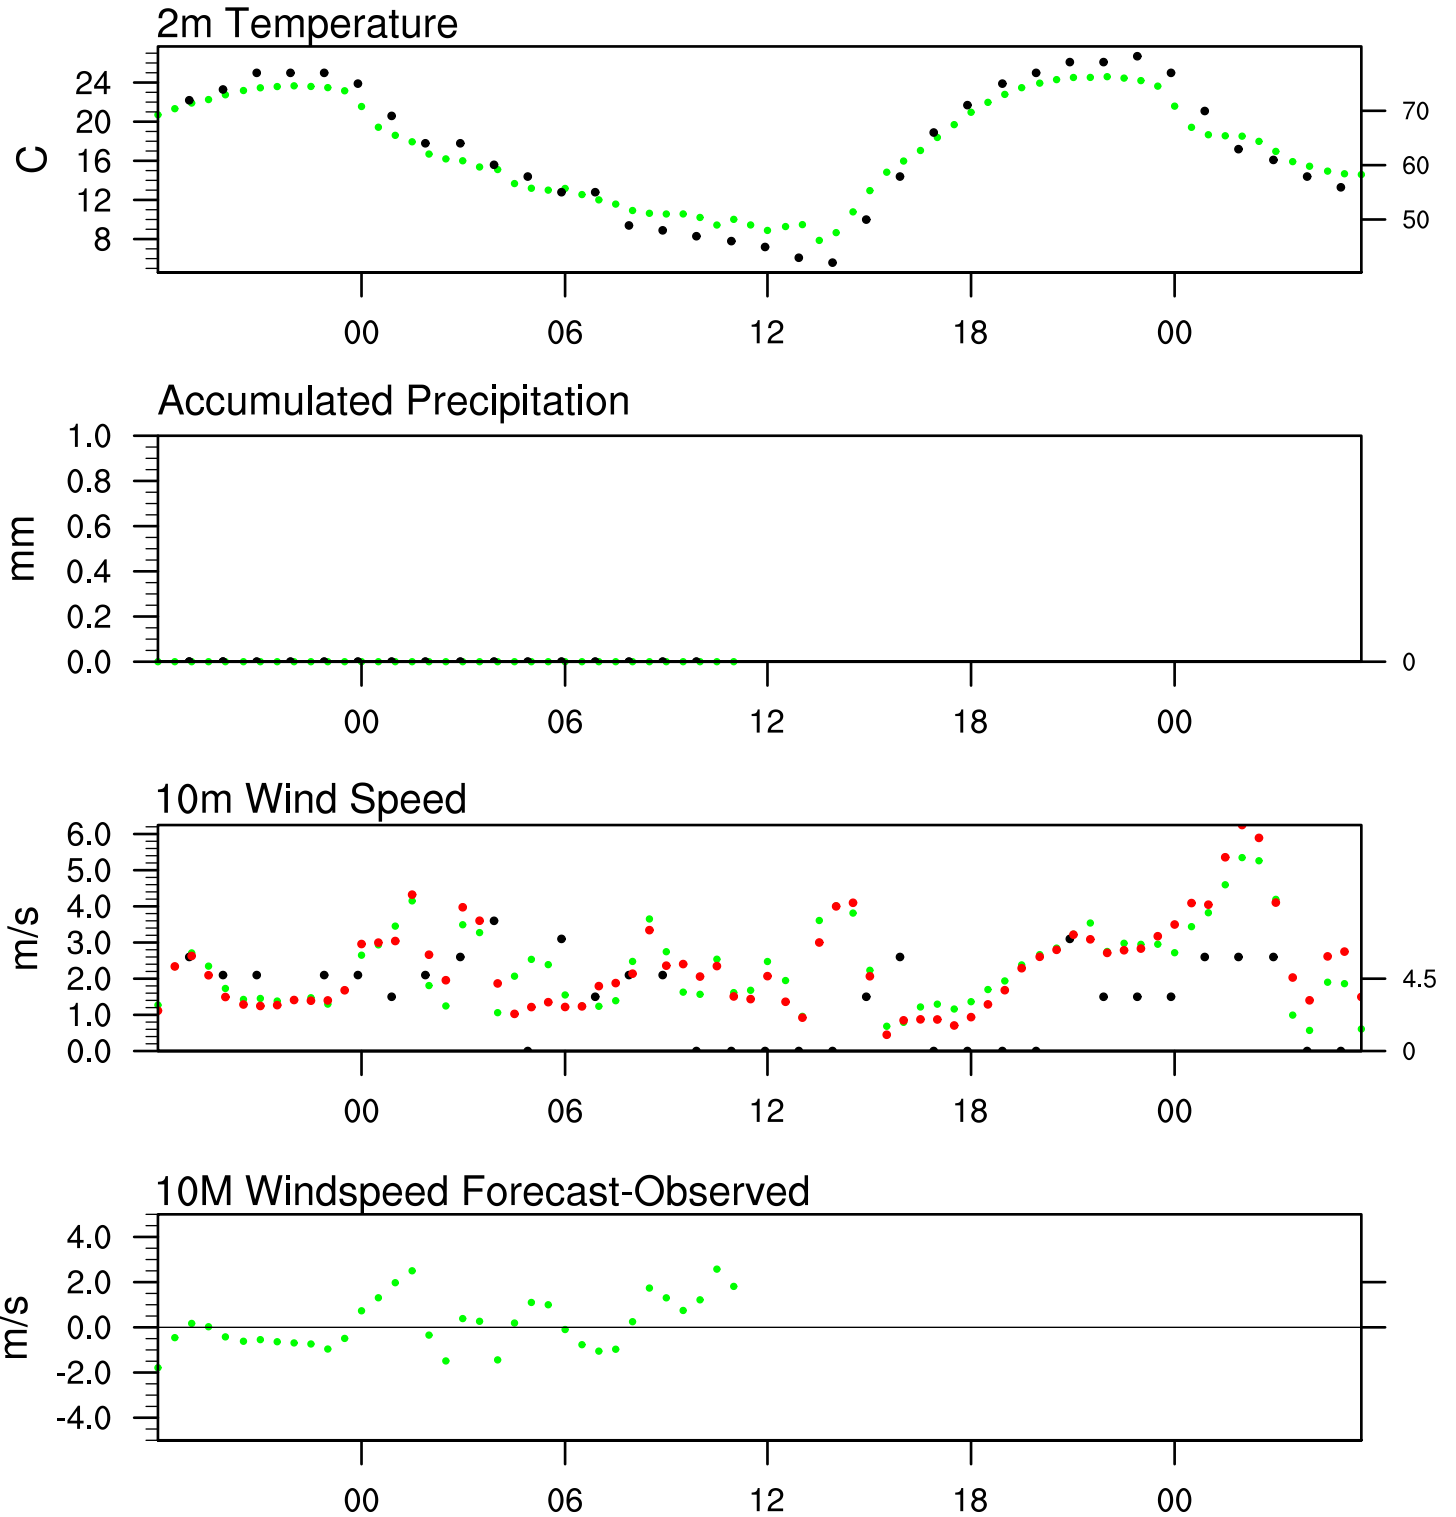 2m Temperature
24
20
16
12
8
C
70
60
50
00 06 12 18 00
Accumulated Precipitation
1.0
0.8
0.6
0.4
0.2
0.0
mm
0
00 06 12 18 00
10m Wind Speed
6.0
5.0
4.0
3.0
2.0
1.0
0.0
m/s
4.5
0
00 06 12 18 00
10M Windspeed Forecast-Observed
4.0
2.0
0.0
-2.0
-4.0
m/s
00 06 12 18 00